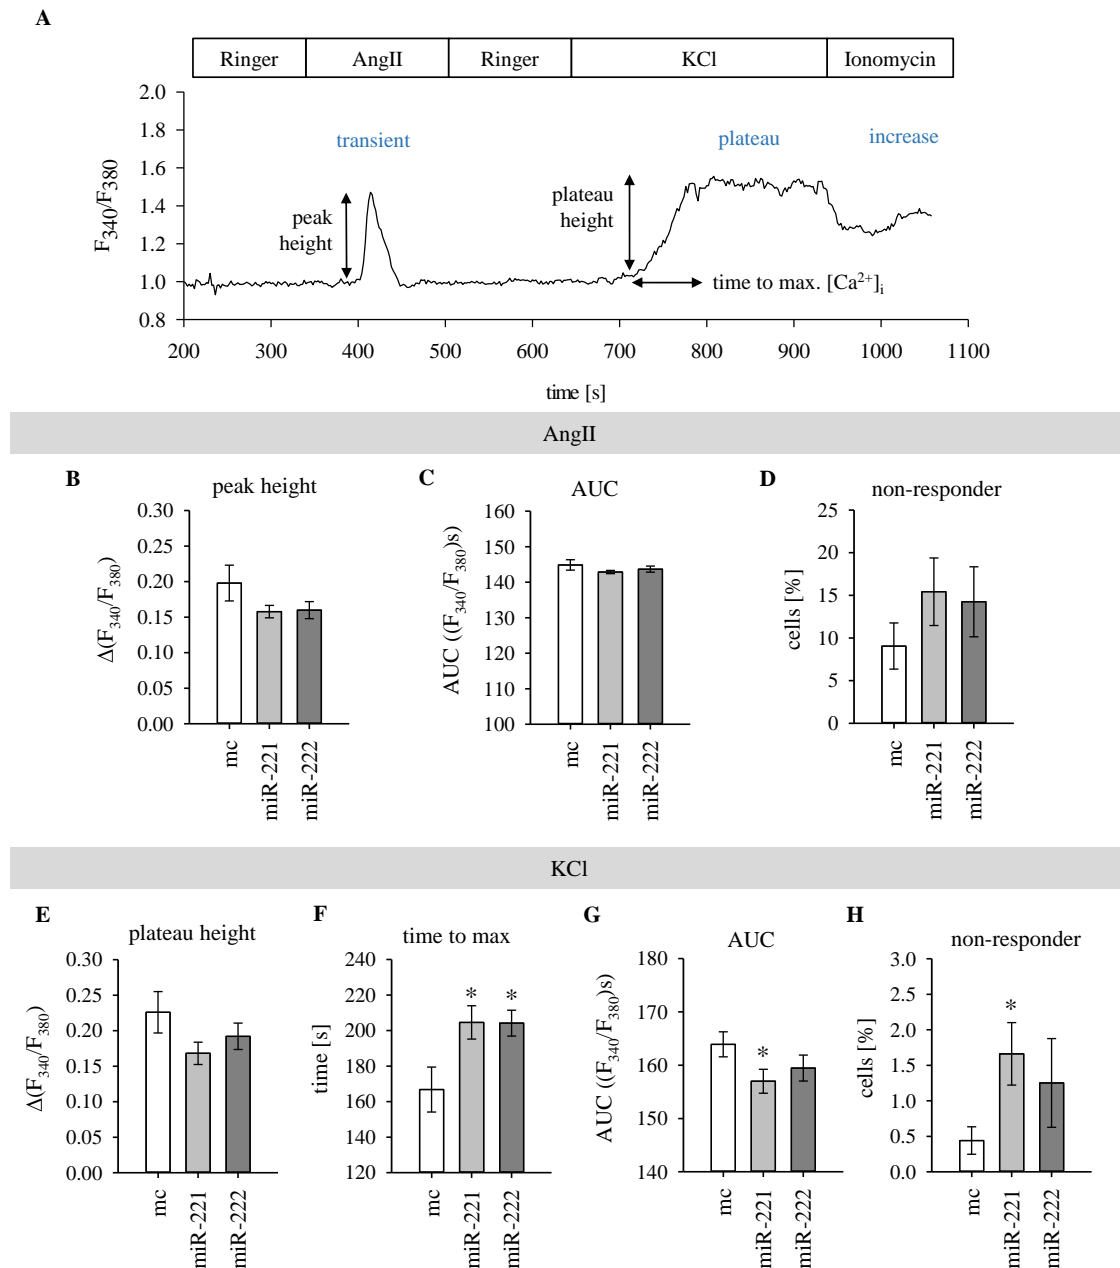 A
Ringer AngII Ringer KCl Ionomycin
2.0
1.8
1.6
1.4
1.2
1.0
0.8
F340/F380
transient
plateau
increase
peak
height
plateau
height
time to max. [Ca2+]i
200 300 400 500 600 700 800 900 1000 1100
time [s]
AngII
B
peak height
0.30
0.25
0.20
0.15
0.10
0.05
0.00
Δ(F340/F380)
mc
miR-221
miR-222
C
AUC
160
150
140
130
120
110
100
AUC ((F340/F380)s)
mc
miR-221
miR-222
D
non-responder
25
20
15
10
5
0
cells [%]
mc
miR-221
miR-222
KCl
E
plateau height
0.30
0.25
0.20
0.15
0.10
0.05
0.00
Δ(F340/F380)
mc
miR-221
miR-222
F
time to max
240
220
200
180
160
140
120
time [s]
* *
mc
miR-221
miR-222
G
AUC
180
170
160
150
140
AUC ((F340/F380)s)
*
mc
miR-221
miR-222
H
non-responder
3.0
2.5
2.0
1.5
1.0
0.5
0.0
cells [%]
*
mc
miR-221
miR-222